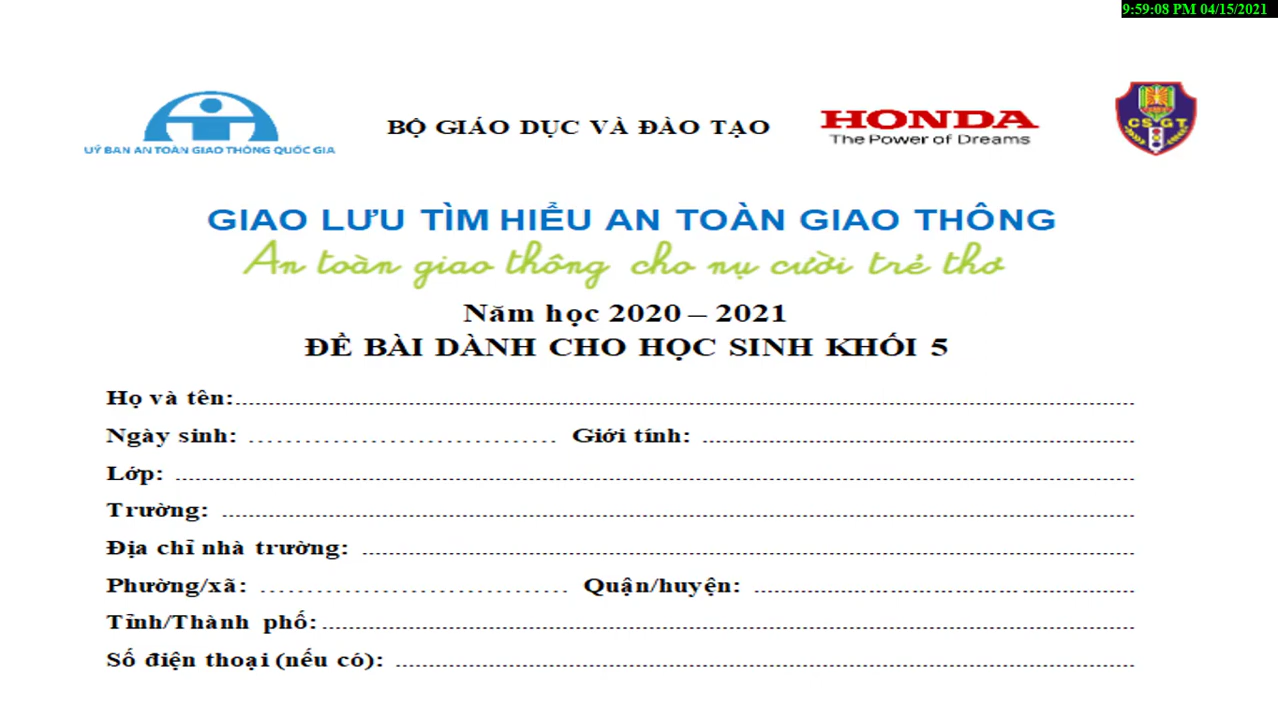 9:59:08 PM 04/15/2021
UỶ BAN AN TOÀN GIAO THÔNG QUỐC GIA
BỘ GIÁO DỤC VÀ ĐÀO TẠO
HONDA
The Power of Dreams
CSGT
GIAO LƯU TÌM HIỂU AN TOÀN GIAO THÔNG
An toàn giao thông cho nụ cười trẻ thơ
Năm học 2020 – 2021
ĐỀ BÀI DÀNH CHO HỌC SINH KHỐI 5
Họ và tên:
Ngày sinh: Giới tính:
Lớp:
Trường:
Địa chỉ nhà trường:
Phường/xã: Quận/huyện:
Tỉnh/Thành phố:
Số điện thoại (nếu có):